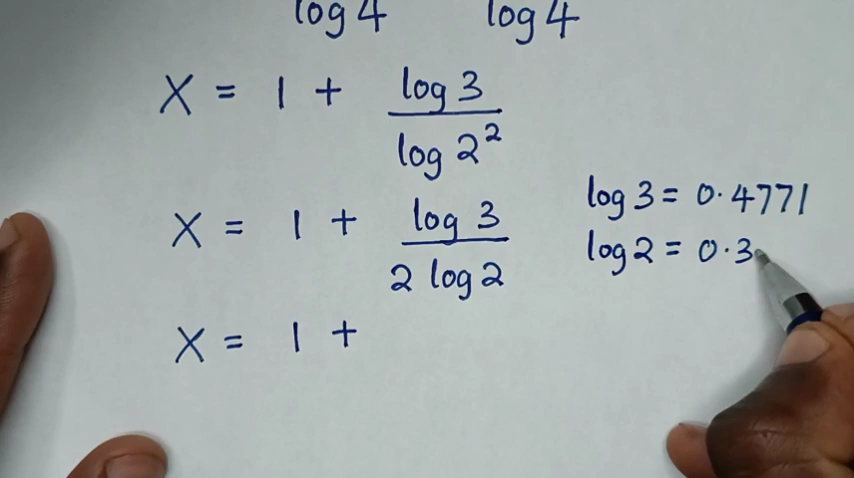 log 4 log 4
X = 1 + log 3 / log 2²
X = 1 + log 3 / 2 log 2
log 3 = 0.4771
log 2 = 0.3
X = 1 +